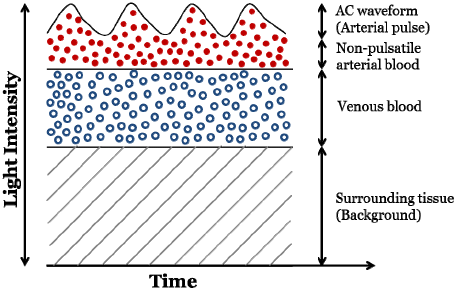 AC waveform
(Arterial pulse)
Non-pulsatile
arterial blood
Venous blood
Surrounding tissue
(Background)
Light Intensity
Time